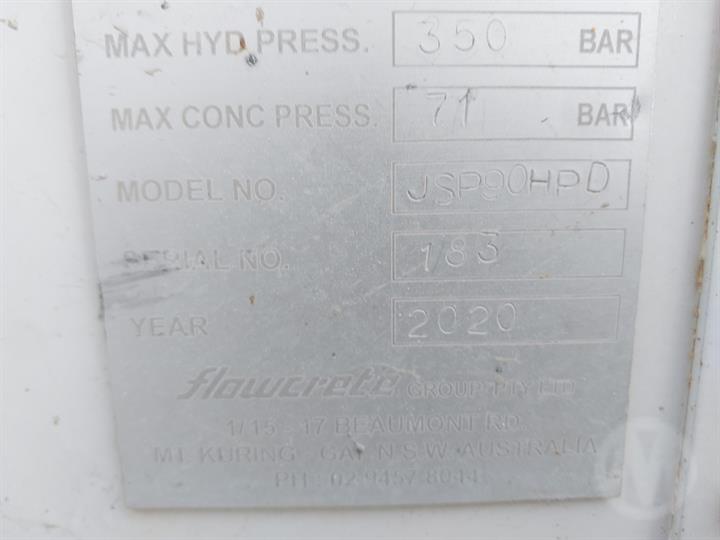 MAX HYD PRESS. 350 BAR
MAX CONC PRESS. 71 BAR
MODEL NO. JSP90HPD
SERIAL NO. 183
YEAR 2020
flowcrete GROUP PTY LTD
1/15 - 17 BEAUMONT RD.
MT. KURING - GAI N.S.W. AUSTRALIA
PH : 02 9457 8044